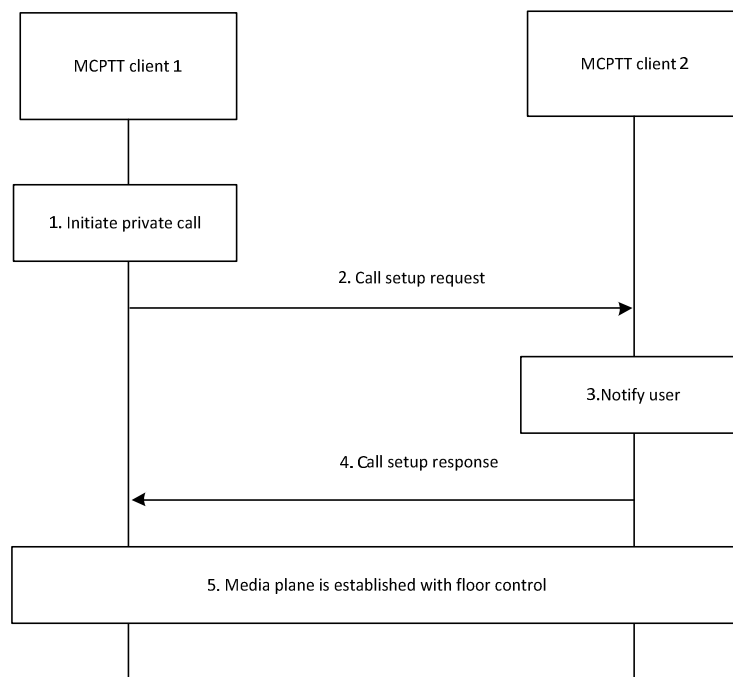 MCPTT client 1
MCPTT client 2
1. Initiate private call
2. Call setup request
3.Notify user
4. Call setup response
5. Media plane is established with floor control